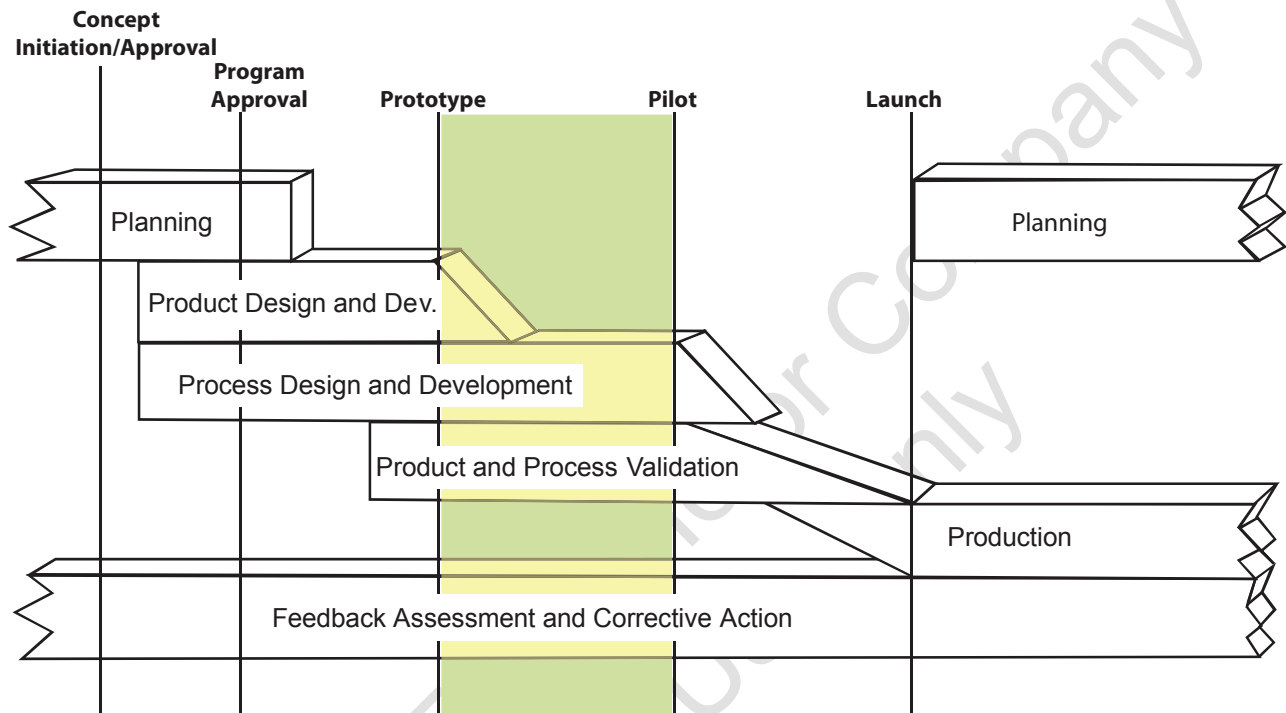 Concept
Initiation/Approval
Program
Approval
Prototype
Pilot
Launch
Planning
Planning
Product Design and Dev.
Process Design and Development
Product and Process Validation
Production
Feedback Assessment and Corrective Action
Company